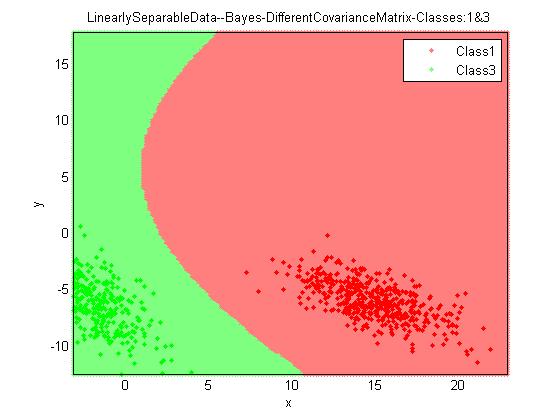 LinearlySeparableData--Bayes-DifferentCovarianceMatrix-Classes:1&3
Class1
Class3
15
10
5
0
-5
-10
y
0
5
10
15
20
x